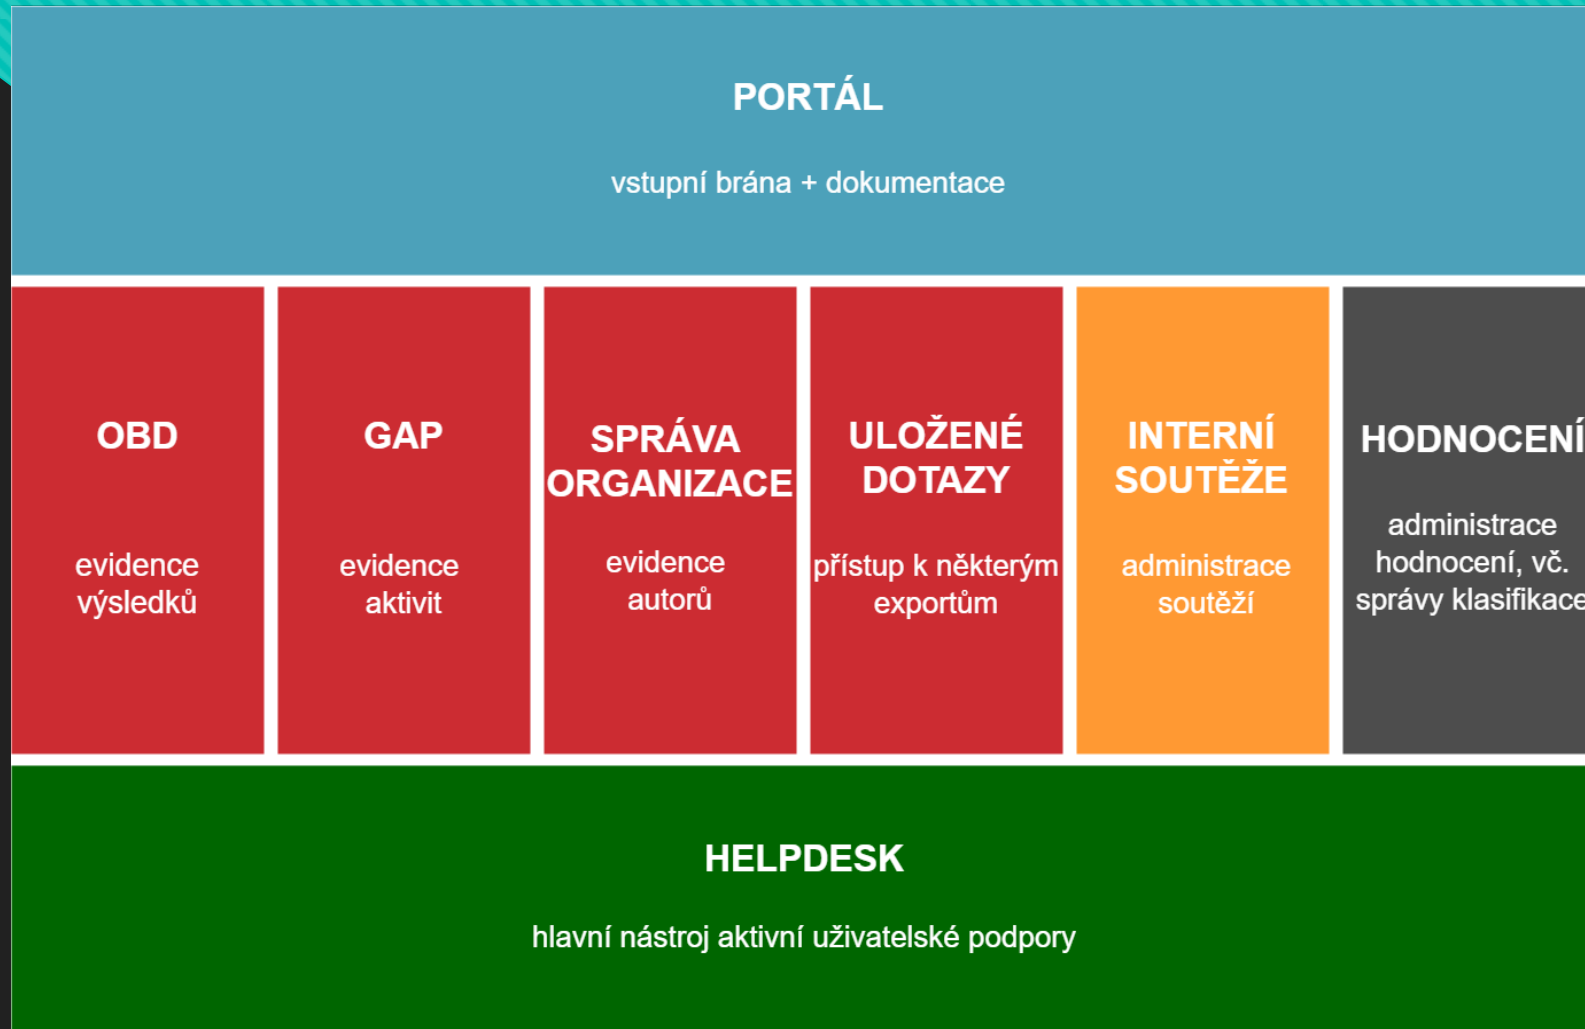 PORTÁL
vstupní brána + dokumentace
OBD
evidence
výsledků
GAP
evidence
aktivit
SPRÁVA
ORGANIZACE
evidence
autorů
ULOŽENÉ
DOTAZY
přístup k některým
exportům
INTERNÍ
SOUTĚŽE
administrace
soutěží
HODNOCENÍ
administrace
hodnocení, vč.
správy klasifikace
HELPDESK
hlavní nástroj aktivní uživatelské podpory